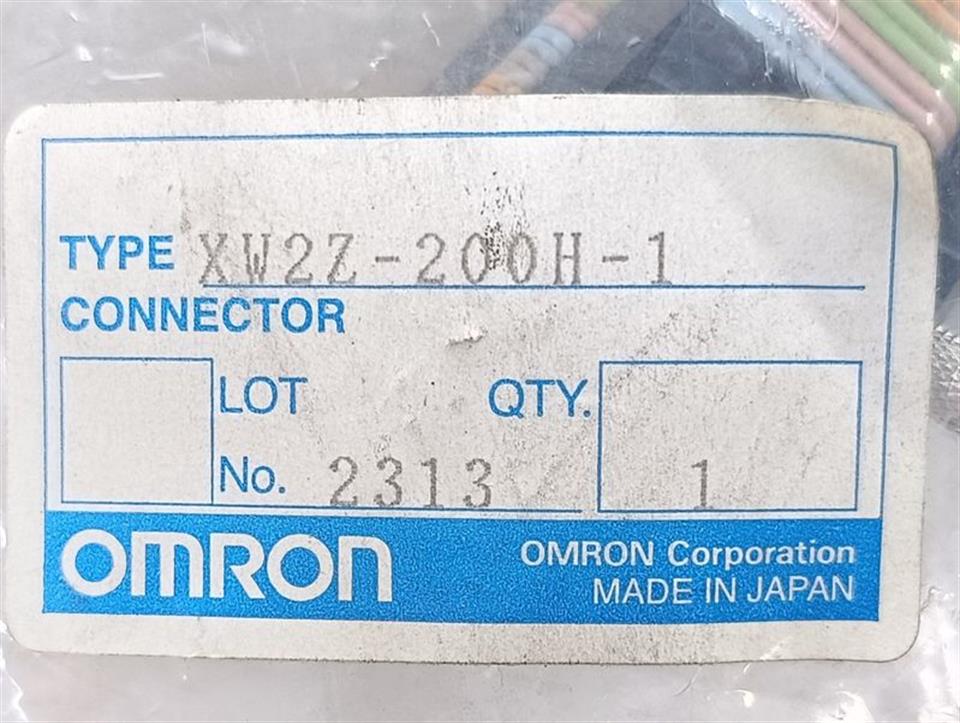 TYPE XW2Z-200H-1
CONNECTOR
LOT No. 2313
QTY. 1
OMRON
OMRON Corporation
MADE IN JAPAN